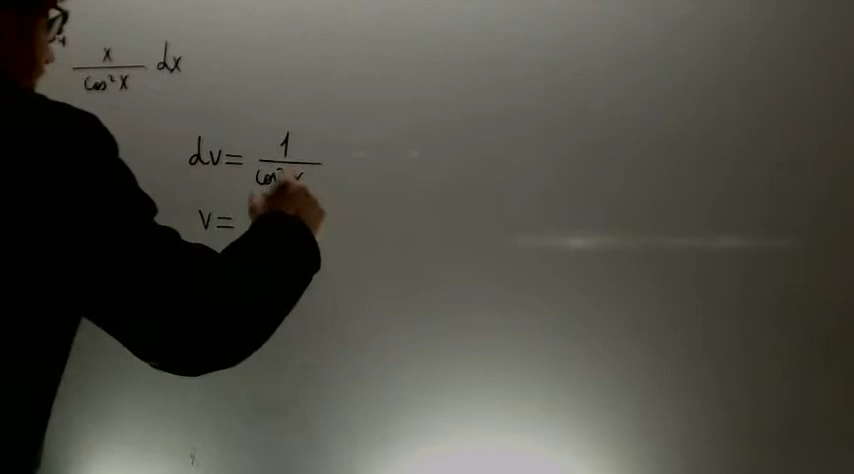 x/cos²x dx
dv = 1/cos²x
v =